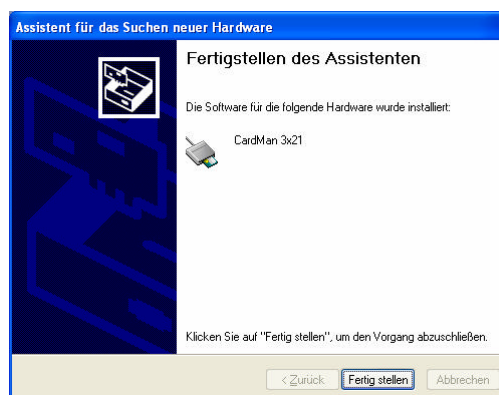 Assistent für das Suchen neuer Hardware
Fertigstellen des Assistenten
Die Software für die folgende Hardware wurde installiert:
CardMan 3x21
Klicken Sie auf "Fertig stellen", um den Vorgang abzuschließen.
< Zurück Fertig stellen Abbrechen